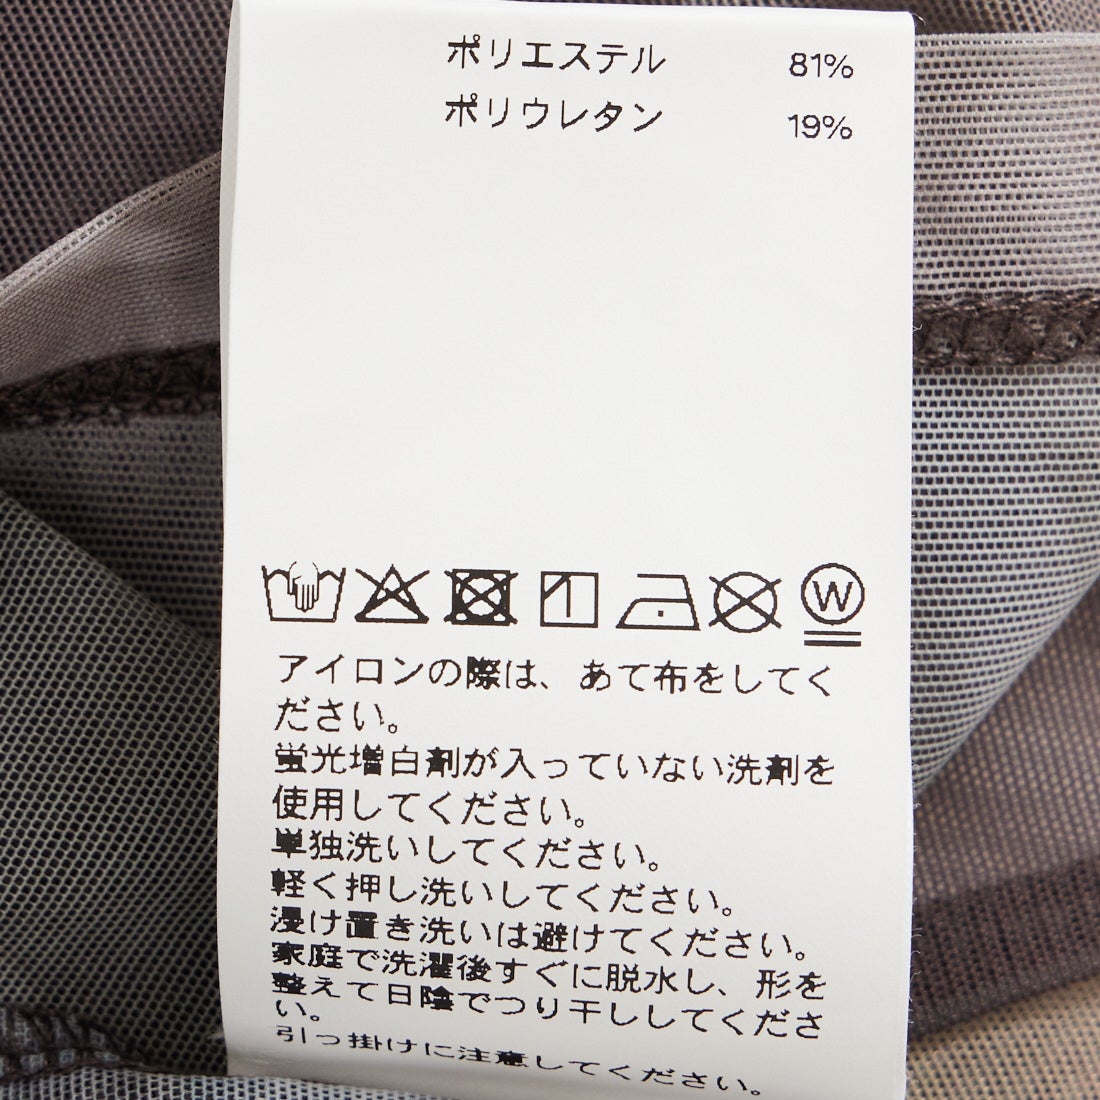 ポリエステル 81%
ポリウレタン 19%
W
アイロンの際は、あて布をしてく
ださい。
蛍光増白剤が入っていない洗剤を
使用してください。
単独洗いしてください。
軽く押し洗いしてください。
浸け置き洗いは避けてください。
家庭で洗濯後すぐに脱水し、形を
整えて日陰でつり干ししてくださ
い。
引っ掛けに注意してください。